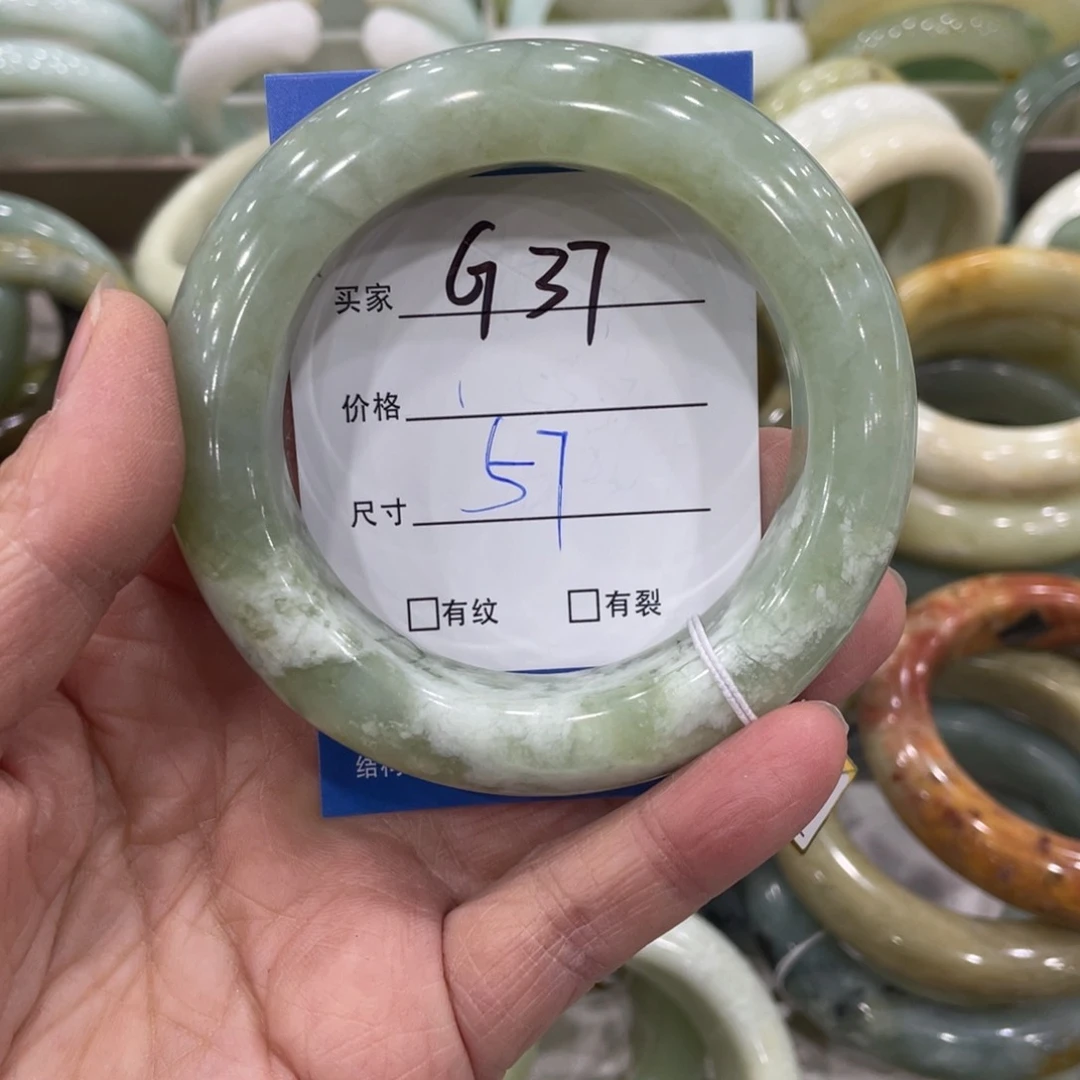 买家 G37
价格
尺寸 57
□有纹 □有裂